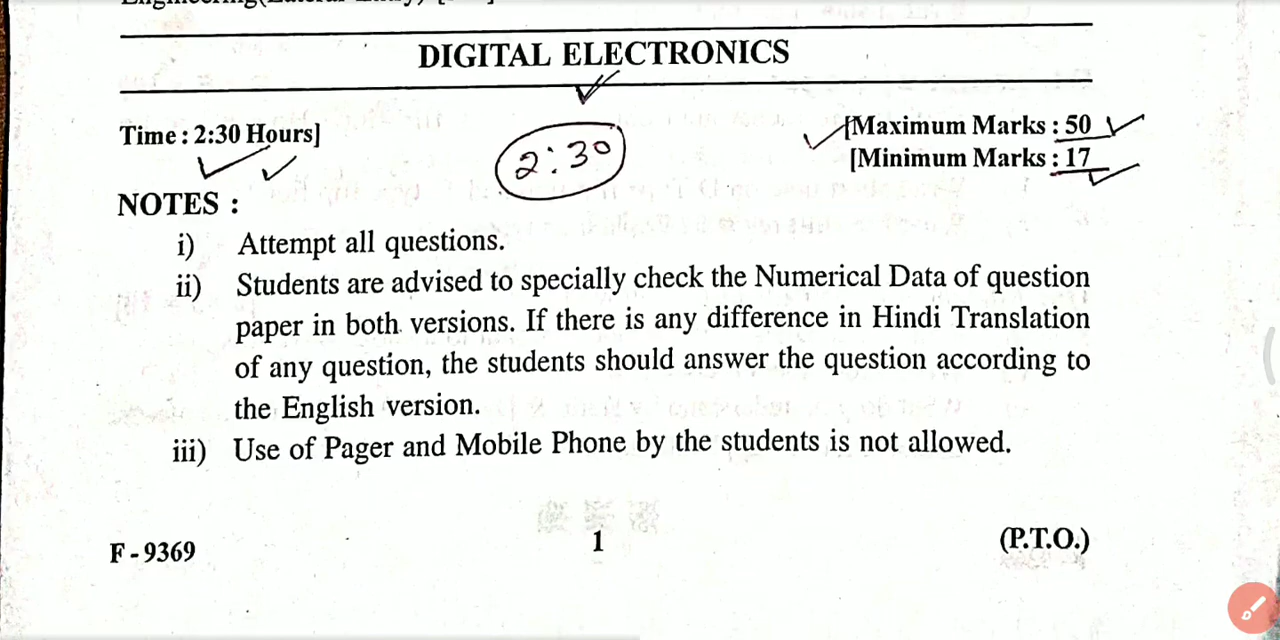 DIGITAL ELECTRONICS
Time : 2:30 Hours]
2:30
[Maximum Marks : 50
[Minimum Marks : 17
NOTES :
i) Attempt all questions.
ii) Students are advised to specially check the Numerical Data of question
paper in both versions. If there is any difference in Hindi Translation
of any question, the students should answer the question according to
the English version.
iii) Use of Pager and Mobile Phone by the students is not allowed.
F - 9369
1
(P.T.O.)